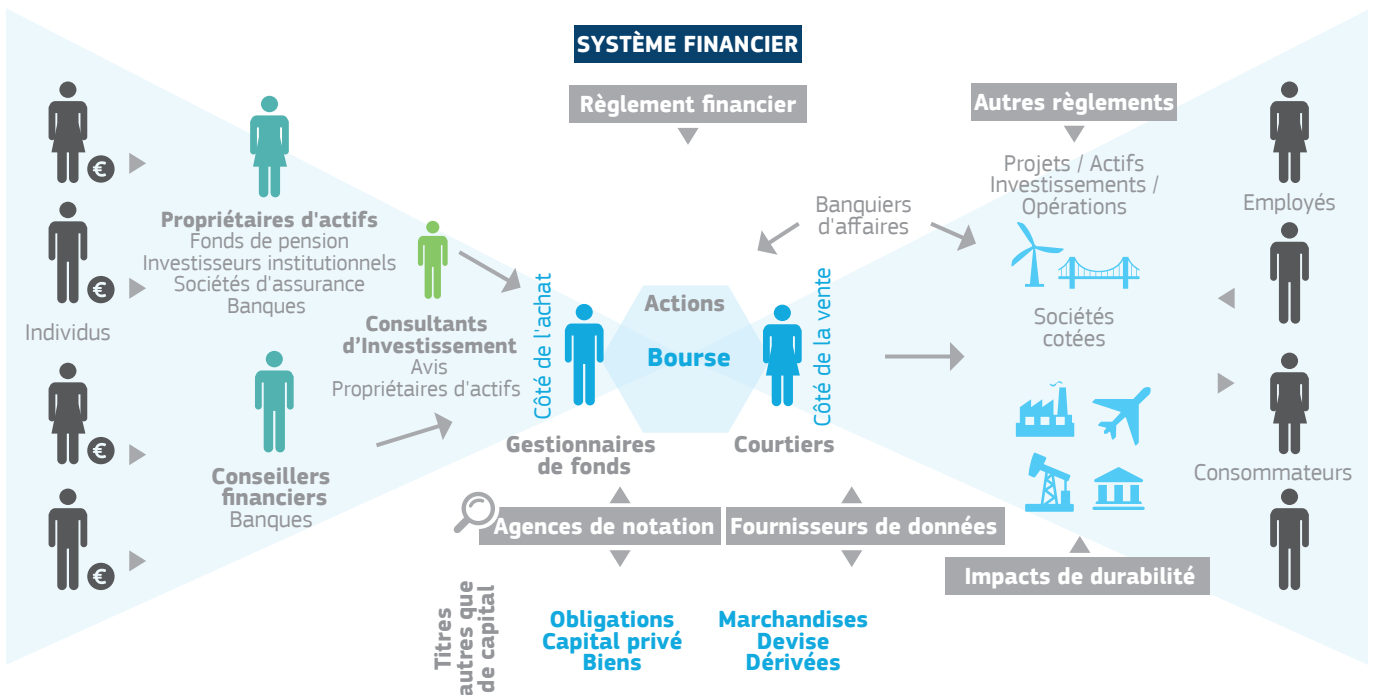 SYSTÈME FINANCIER
Règlement financier
Autres règlements
€
€
Individus
€
€
Propriétaires d'actifs
Fonds de pension
Investisseurs institutionnels
Sociétés d'assurance
Banques
Conseillers
financiers
Banques
Consultants
d’Investissement
Avis
Propriétaires d'actifs
Côté de l'achat
Gestionnaires
de fonds
Actions
Bourse
Côté de la vente
Courtiers
Banquiers
d'affaires
Projets / Actifs
Investissements /
Opérations
Sociétés
cotées
Employés
Consommateurs
Agences de notation
Fournisseurs de données
Impacts de durabilité
Titres
autres que
de capital
Obligations
Capital privé
Biens
Marchandises
Devise
Dérivées